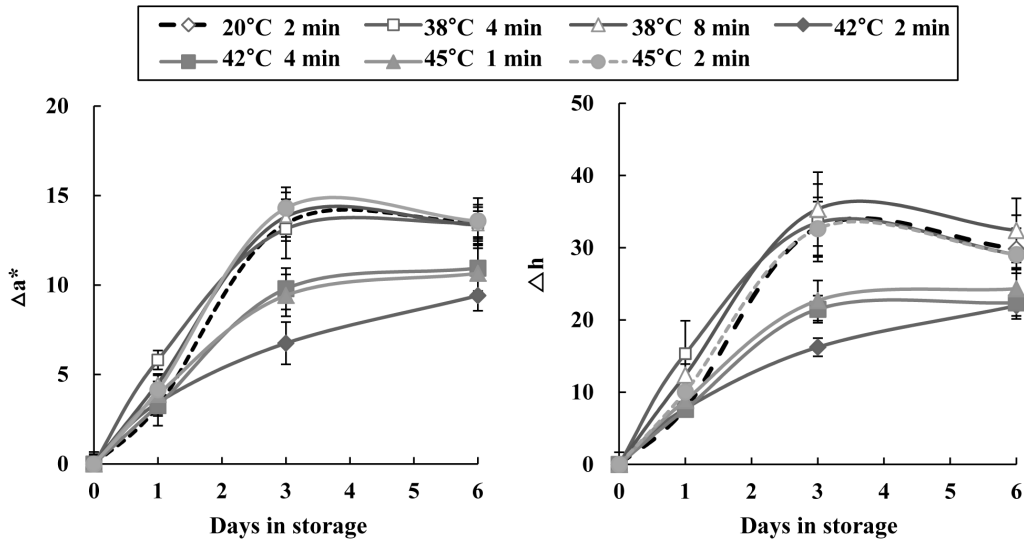 20°C 2 min 38°C 4 min 38°C 8 min 42°C 2 min
42°C 4 min 45°C 1 min 45°C 2 min
20
15
10
5
0
Δa*
0 1 2 3 4 5 6
Days in storage
50
40
30
20
10
0
Δh
0 1 2 3 4 5 6
Days in storage